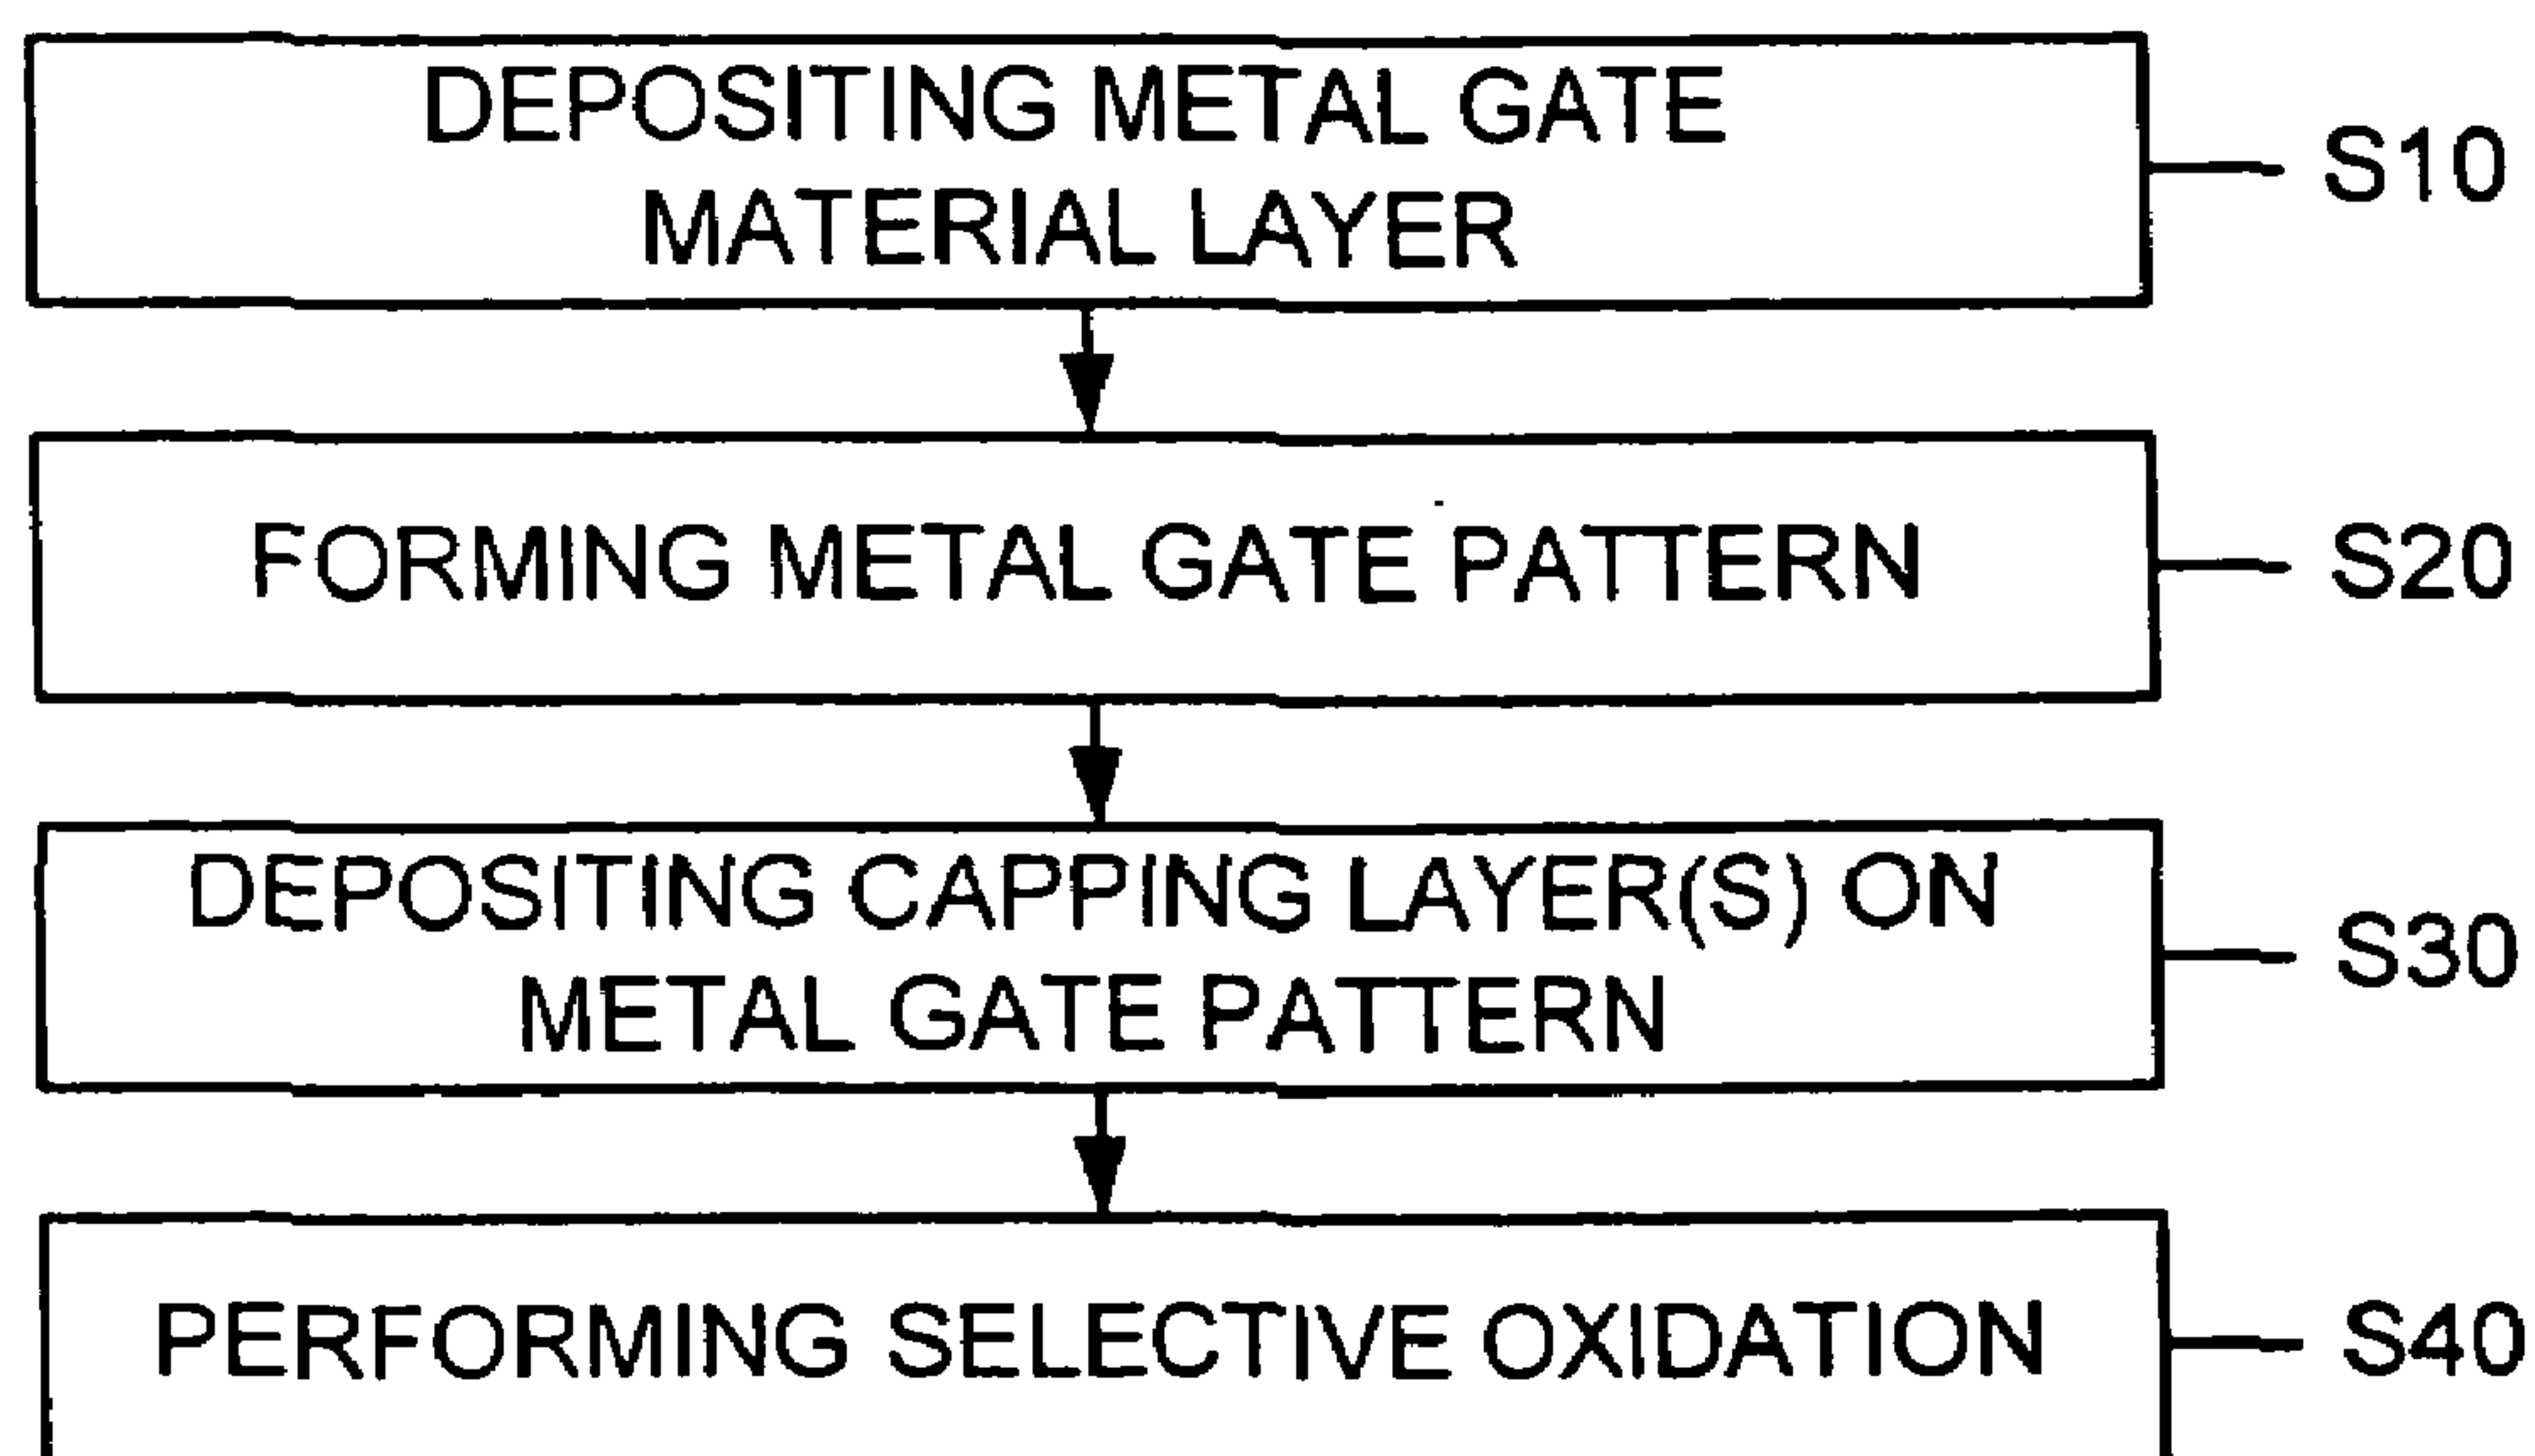 DEPOSITING METAL GATE
MATERIAL LAYER
S10
FORMING METAL GATE PATTERN
S20
DEPOSITING CAPPING LAYER(S) ON
METAL GATE PATTERN
S30
PERFORMING SELECTIVE OXIDATION
S40